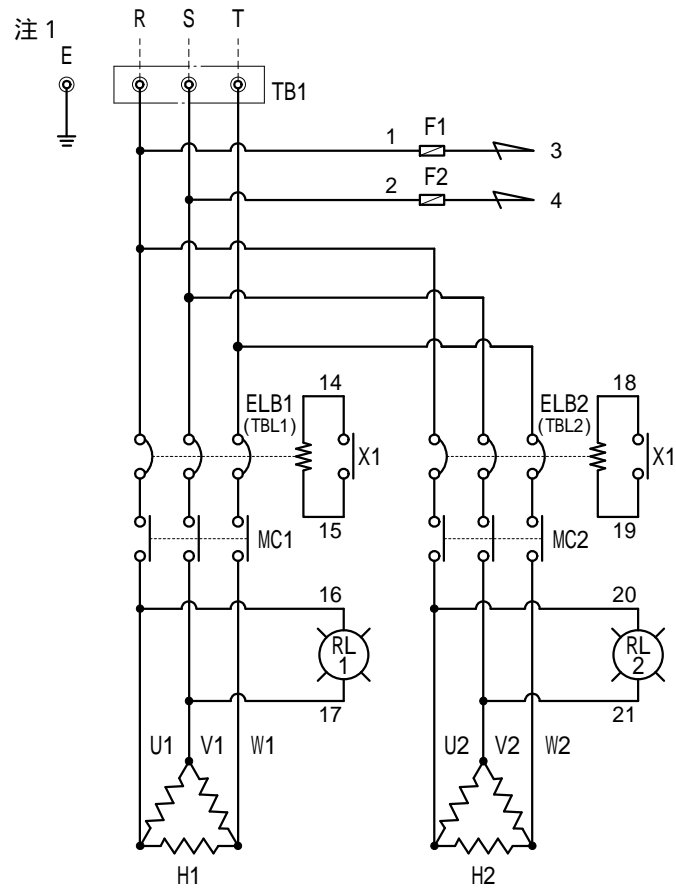 注 1
R S T
E
TB1
1 F1 3
2 F2 4
14 18
ELB1 ELB2
(TBL1) (TBL2)
X1 X1
15 19
MC1 MC2
16 20
RL
1
RL
2
17 21
U1 V1 W1 U2 V2 W2
H1 H2